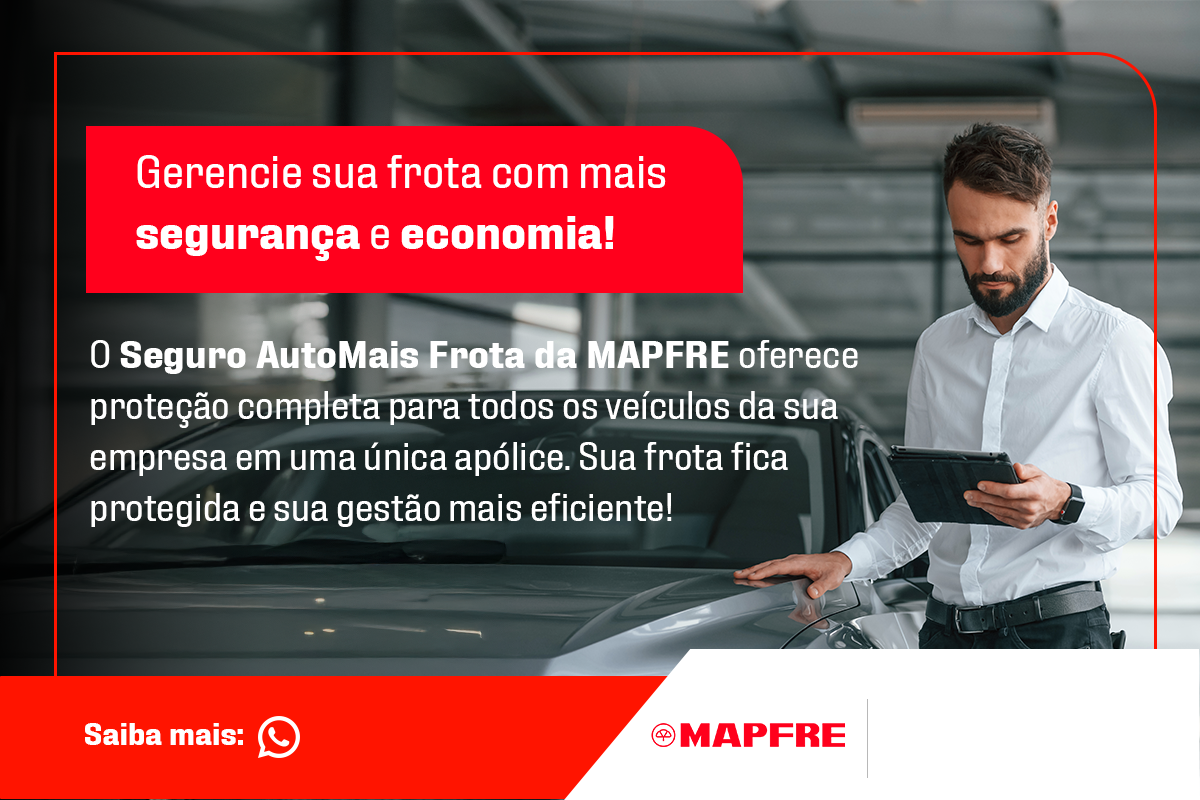 Gerencie sua frota com mais
segurança e economia!
O Seguro AutoMais Frota da MAPFRE oferece
proteção completa para todos os veículos da sua
empresa em uma única apólice. Sua frota fica
protegida e sua gestão mais eficiente!
Saiba mais:
MAPFRE